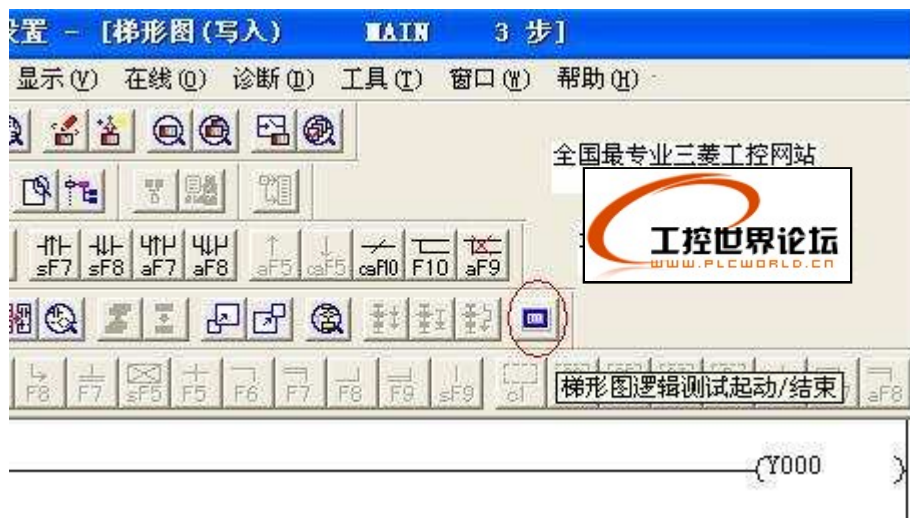 设置 - [梯形图(写入)    MAIN    3 步]
显示(V) 在线(O) 诊断(D) 工具(T) 窗口(W) 帮助(H)
全国最专业三菱工控网站
工控世界论坛
WWW.PLCWORLD.CN
sF7 sF8 aF7 aF8 aF5 caF5 caF10 F10 aF9
F8 F7 sF5 F5 F6 F7 F8 F9 sF9 cl
梯形图逻辑测试起动/结束
aF8
(Y000 )